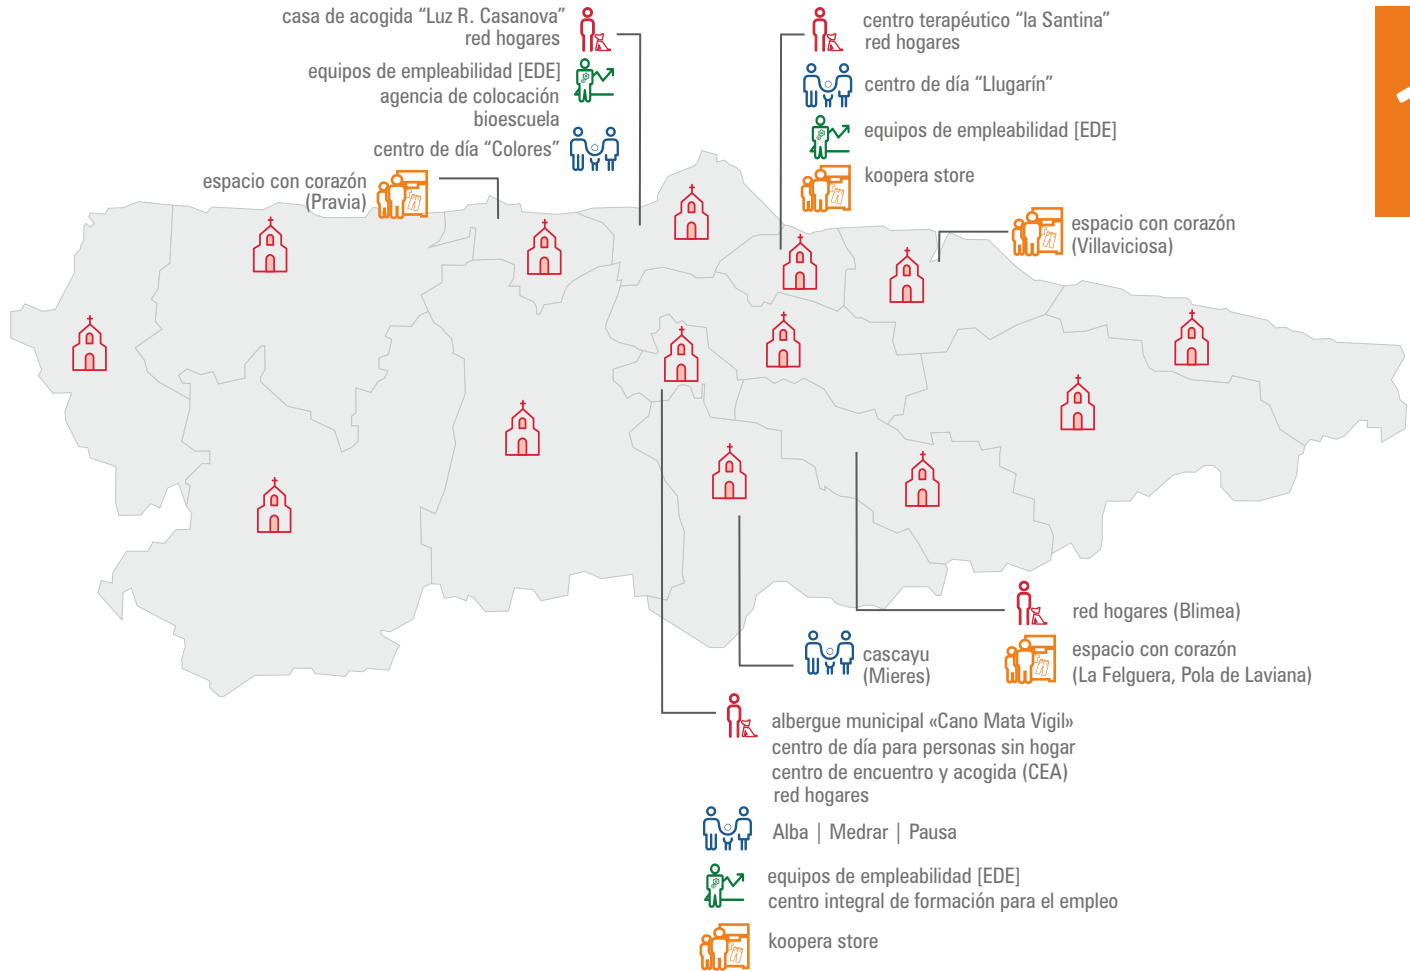 casa de acogida “Luz R. Casanova”
red hogares
equipos de empleabilidad [EDE]
agencia de colocación
bioescuela
centro de día “Colores”
espacio con corazón
(Pravia)
centro terapéutico “la Santina”
red hogares
centro de día “Llugarín”
equipos de empleabilidad [EDE]
koopera store
espacio con corazón
(Villaviciosa)
red hogares (Blimea)
espacio con corazón
(La Felguera, Pola de Laviana)
cascayu
(Mieres)
albergue municipal «Cano Mata Vigil»
centro de día para personas sin hogar
centro de encuentro y acogida (CEA)
red hogares
Alba | Medrar | Pausa
equipos de empleabilidad [EDE]
centro integral de formación para el empleo
koopera store